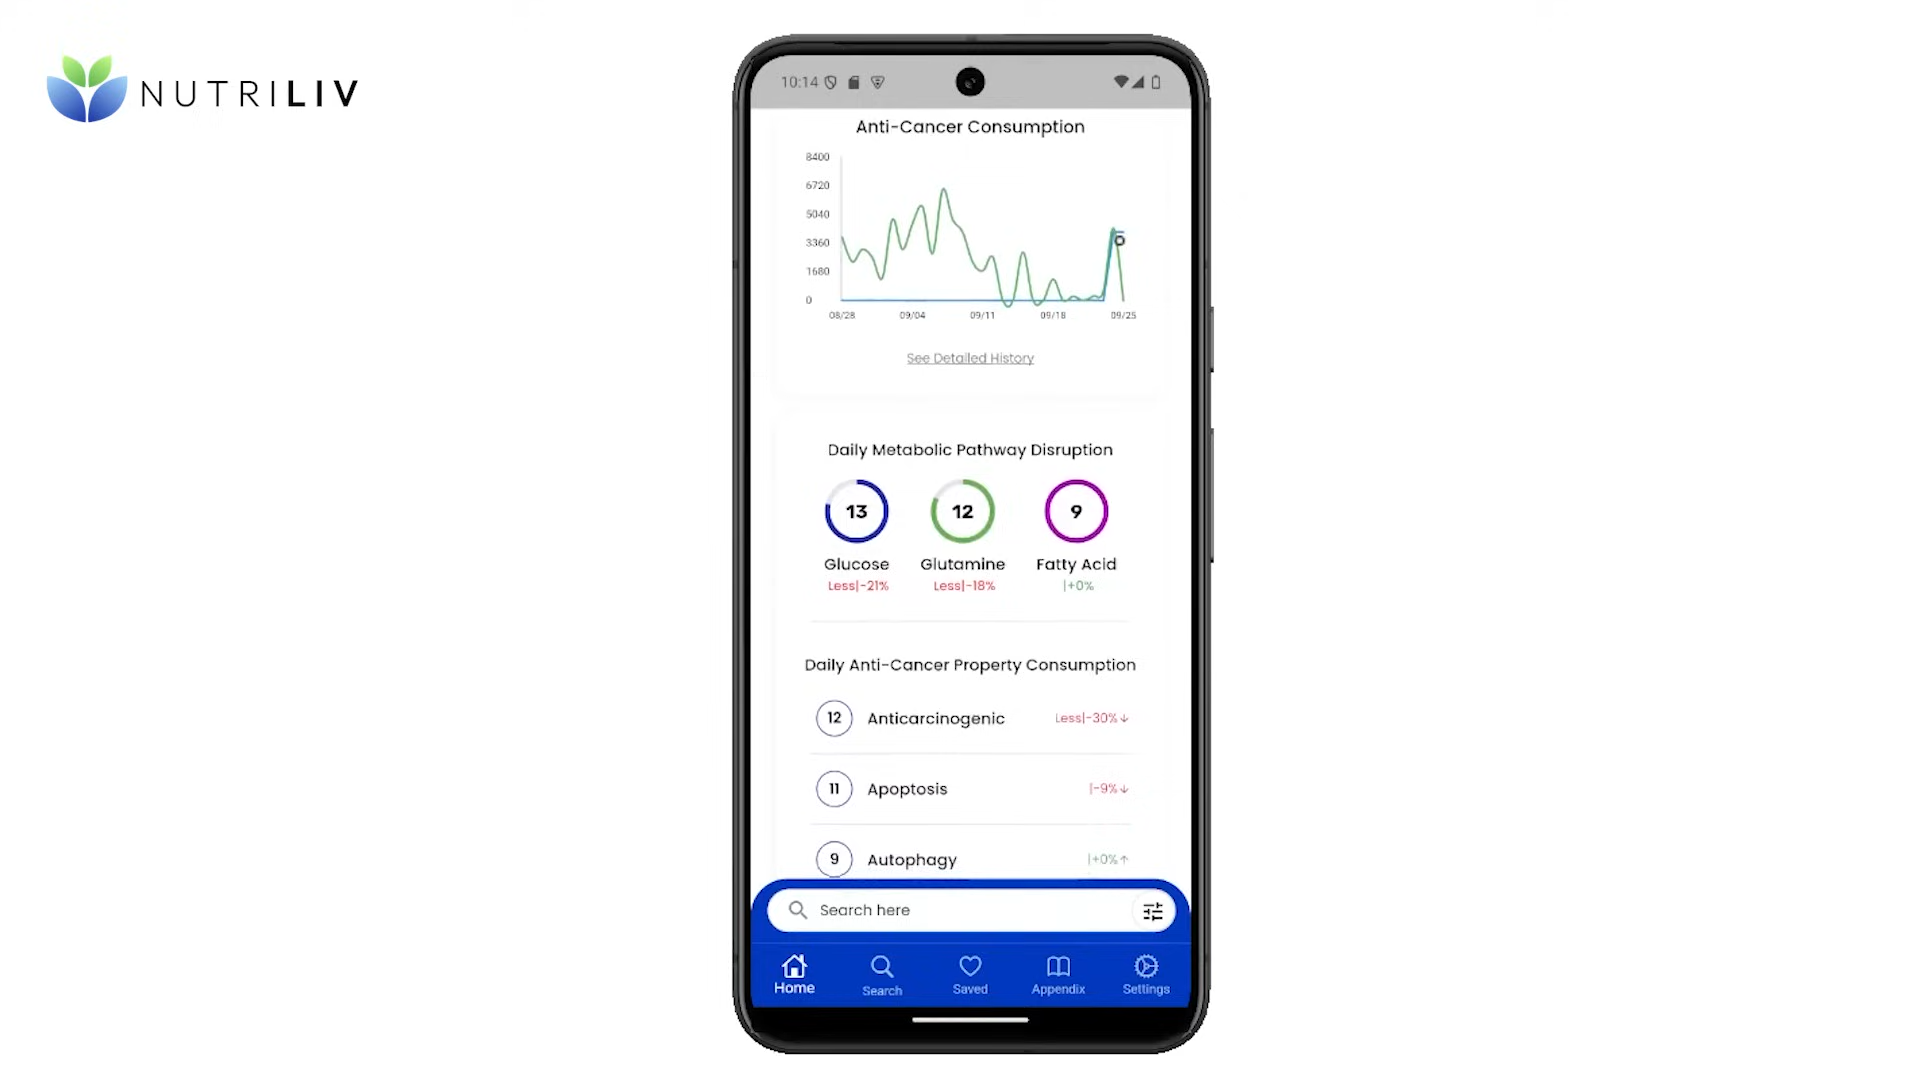 NUTRILIV
10:14
Anti-Cancer Consumption
8400
6720
5040
3360
1680
0
08/28 09/04 09/11 09/18 09/25
See Detailed History
Daily Metabolic Pathway Disruption
13 12 9
Glucose Glutamine Fatty Acid
Less|-21% Less|-18% |+0%
Daily Anti-Cancer Property Consumption
12 Anticarcinogenic Less|-30%↓
11 Apoptosis |-9%↓
9 Autophagy |+0%↑
Search here
Home Search Saved Appendix Settings